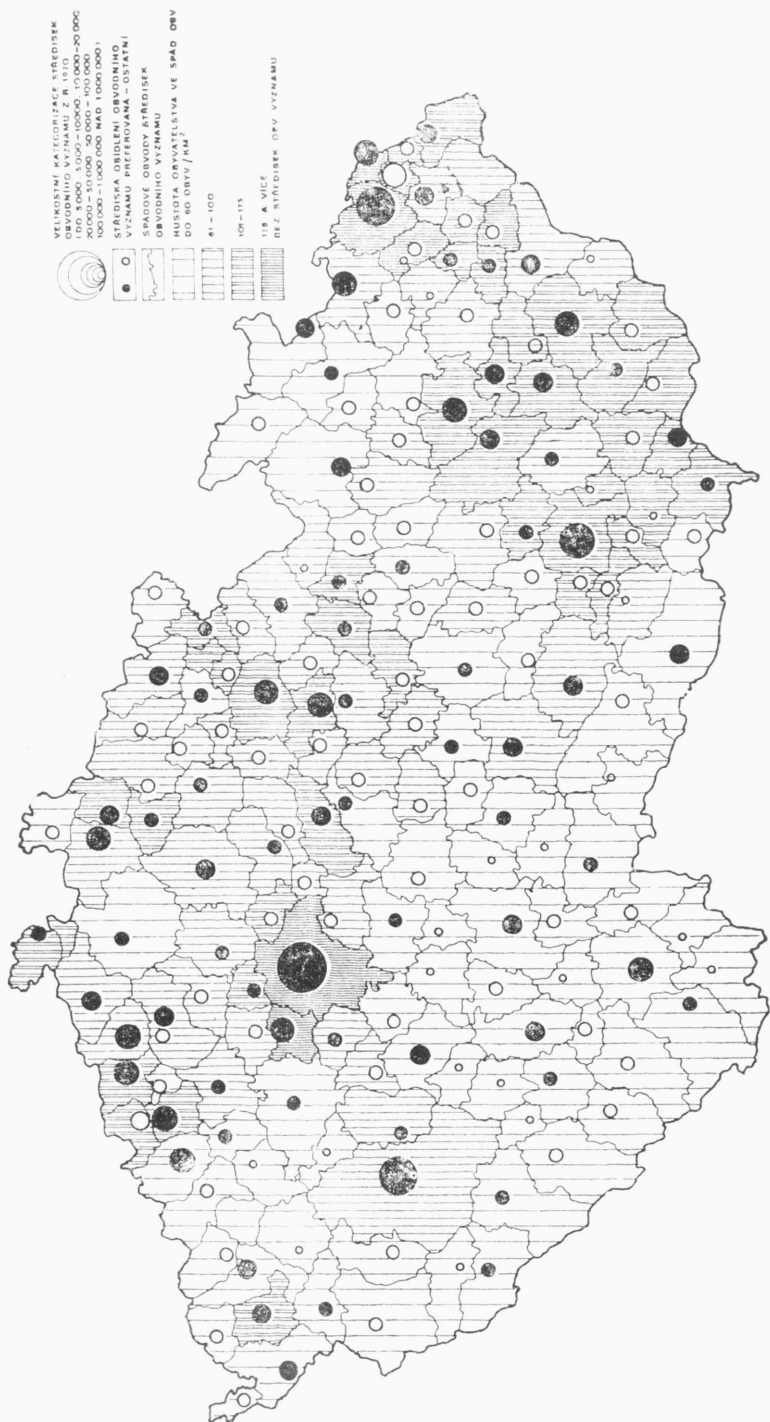 VELIKOSTNÍ KATEGORIZACE STŘEDISEK
OBVODNÍHO VÝZNAMU Z R. 1970
(DO 5 000, 5 000–10 000, 10 000–20 000
20 000–50 000, 50 000–100 000
100 000–1 000 000, NAD 1 000 000)
STŘEDISKA OSÍDLENÍ OBVODNÍHO
VÝZNAMU PREFEROVANÁ – OSTATNÍ
SPÁDOVÉ OBVODY STŘEDISEK
OBVODNÍHO VÝZNAMU
HUSTOTA OBYVATELSTVA VE SPÁD OBV
DO 60 OBYV / KM²
61 – 100
101 – 175
176 A VÍCE
BEZ STŘEDISEK OBV VÝZNAMU